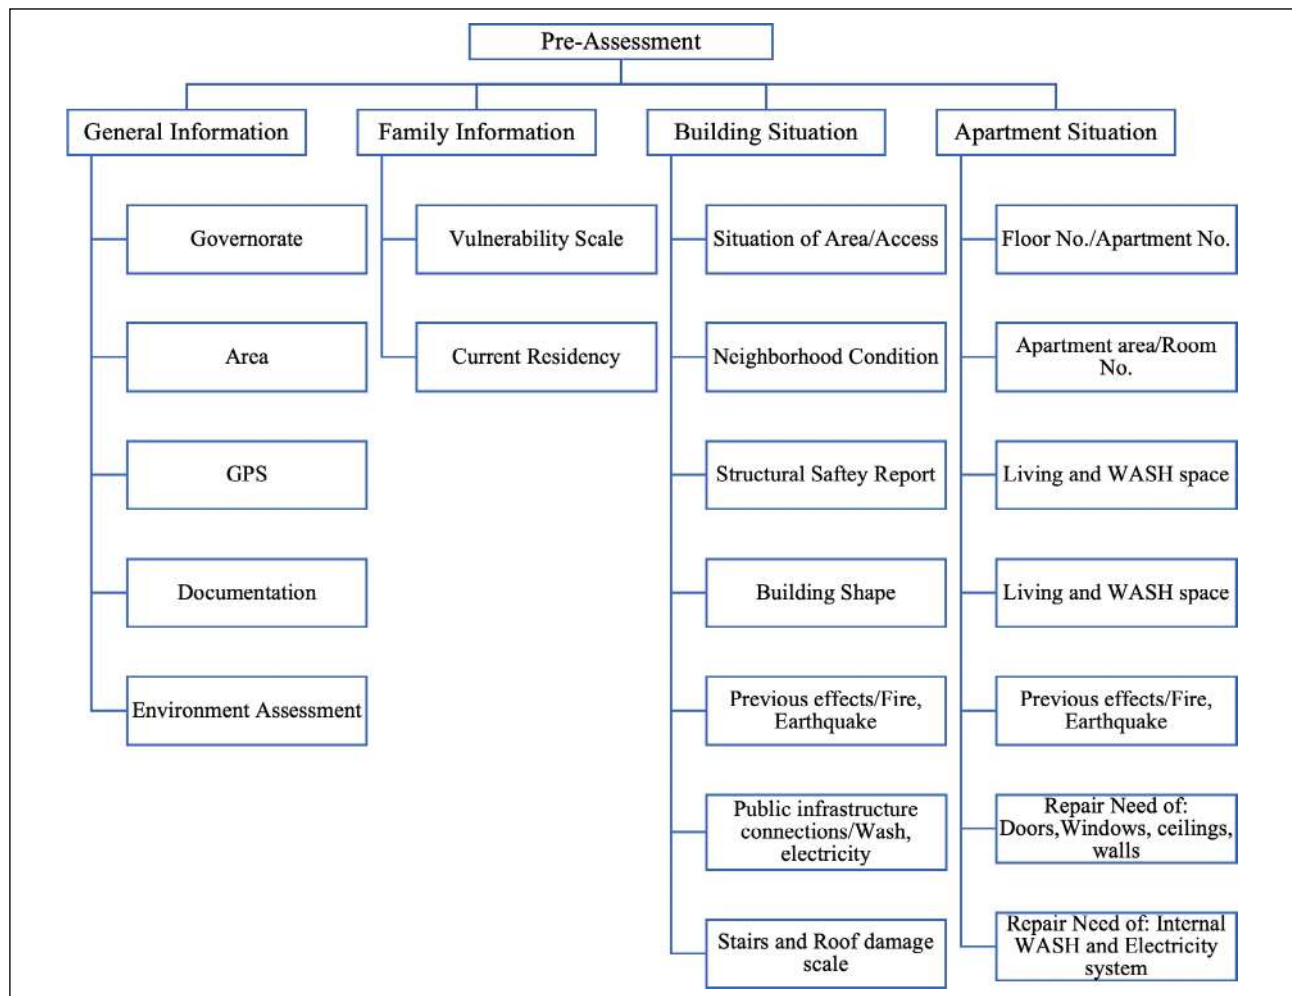 Pre-Assessment
General Information
Family Information
Building Situation
Apartment Situation
Governorate
Area
GPS
Documentation
Environment Assessment
Vulnerability Scale
Current Residency
Situation of Area/Access
Neighborhood Condition
Structural Saftey Report
Building Shape
Previous effects/Fire,
Earthquake
Public infrastructure
connections/Wash,
electricity
Stairs and Roof damage
scale
Floor No./Apartment No.
Apartment area/Room
No.
Living and WASH space
Living and WASH space
Previous effects/Fire,
Earthquake
Repair Need of:
Doors,Windows, ceilings,
walls
Repair Need of: Internal
WASH and Electricity
system